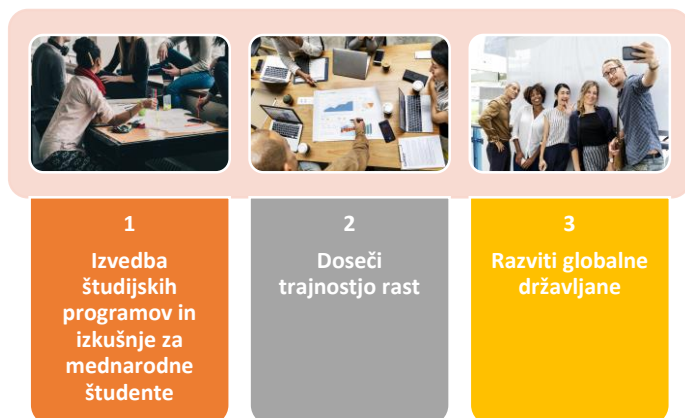 1
Izvedba
študijskih
programov in
izkušnje za
mednarodne
študente
2
Doseči
trajnostjo rast
3
Razviti globalne
državljane